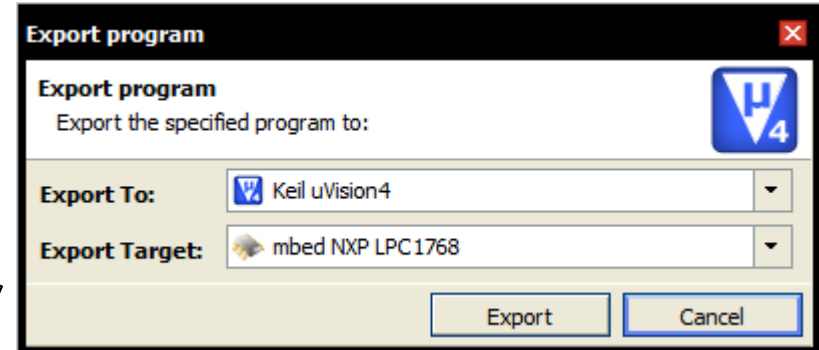 Export program
Export program
Export the specified program to:
µ
4
Export To:
Keil uVision4
Export Target:
mbed NXP LPC1768
Export
Cancel